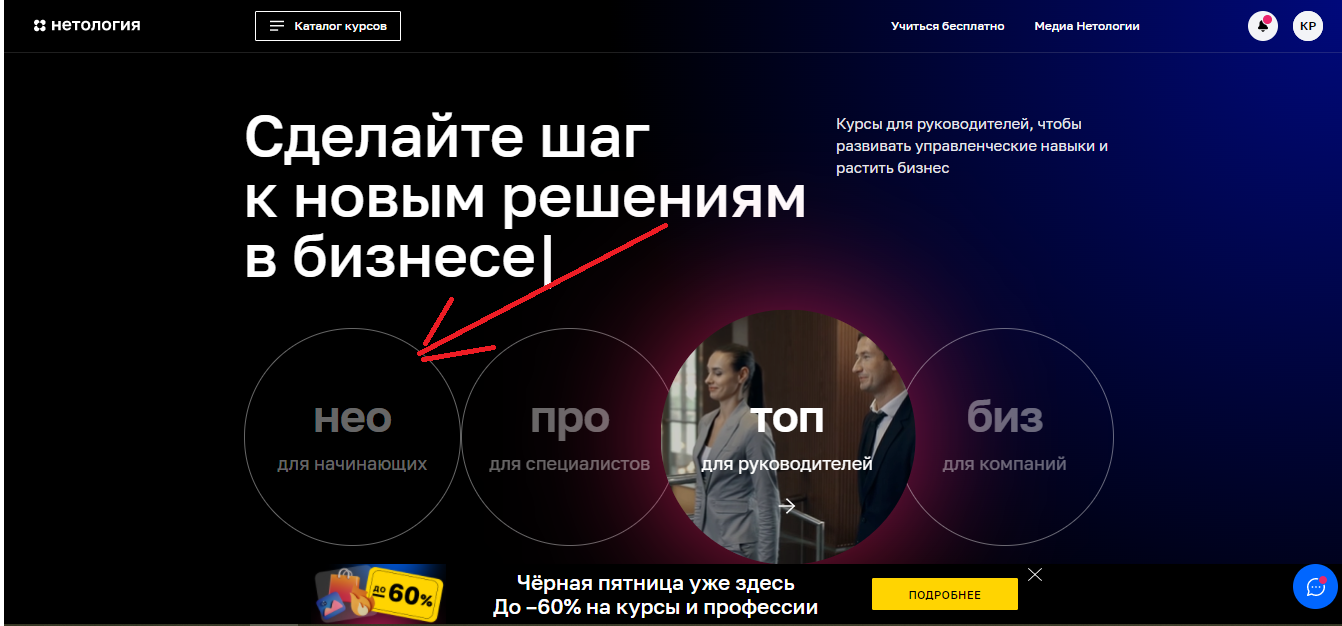 нетология
Каталог курсов
Учиться бесплатно
Медиа Нетологии
КР
Сделайте шаг
к новым решениям
в бизнесе|
Курсы для руководителей, чтобы
развивать управленческие навыки и
растить бизнес
нео
для начинающих
про
для специалистов
топ
для руководителей
биз
для компаний
до 60%
Чёрная пятница уже здесь
До −60% на курсы и профессии
ПОДРОБНЕЕ